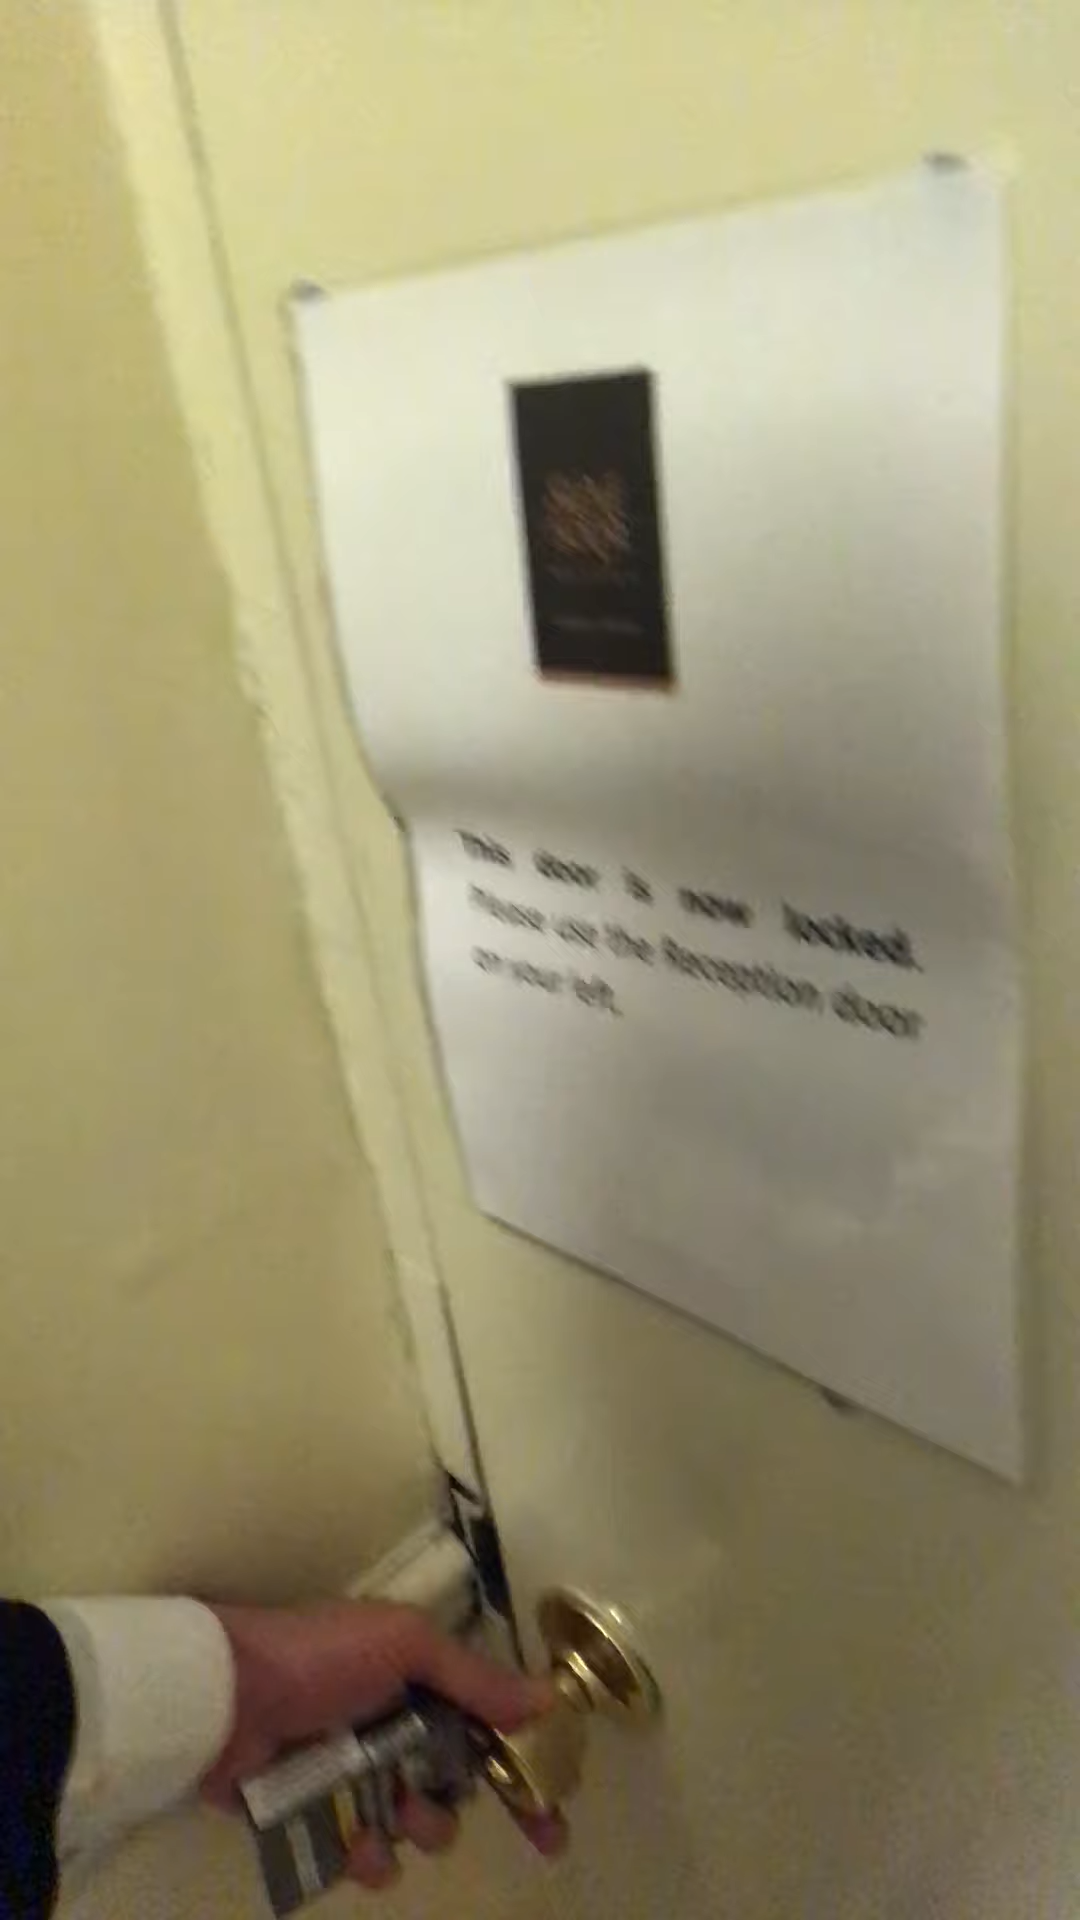 This door is now locked.
Please use the Reception door
on your left.